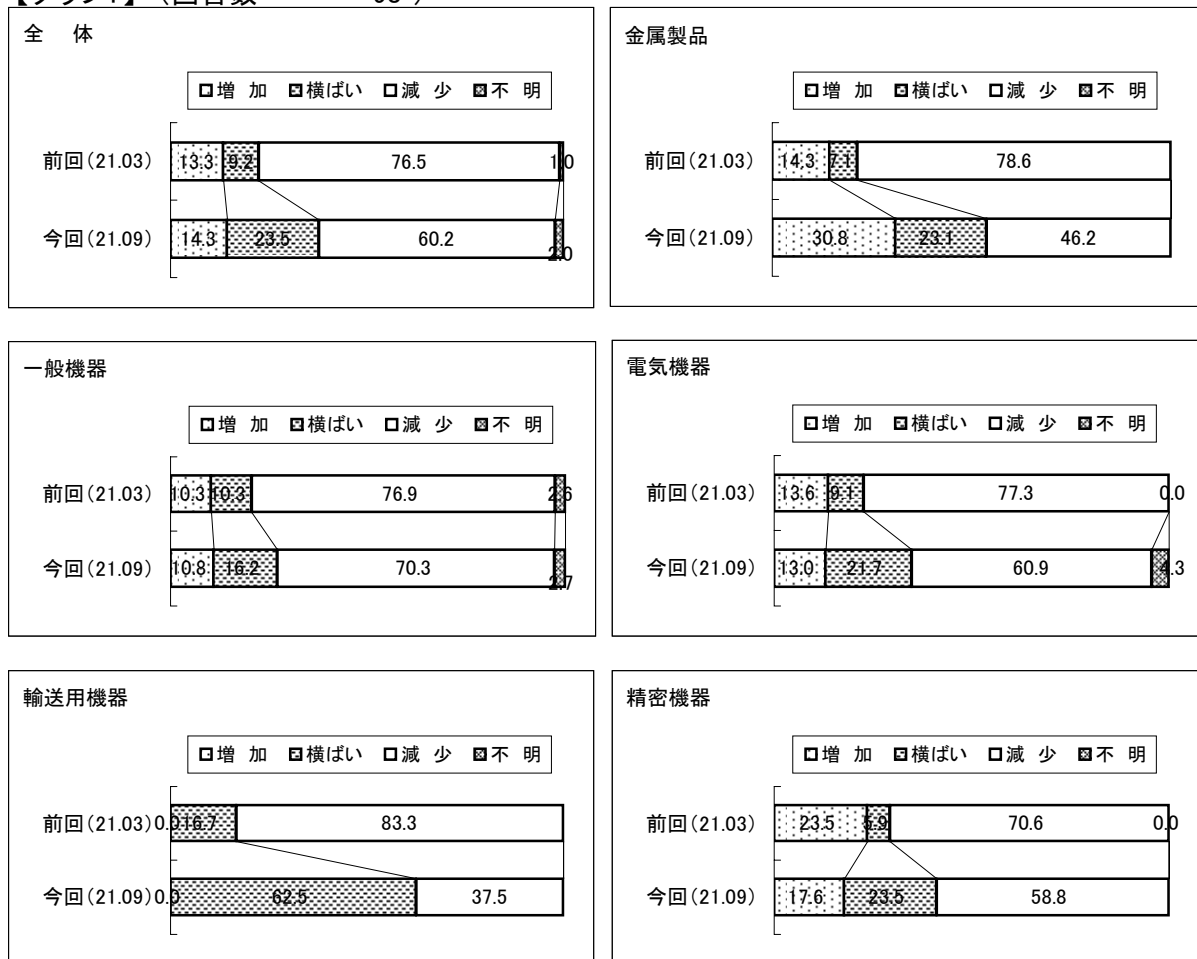 全 体
□増 加 横ばい □減 少 不 明
前回(21.03) 13.3 9.2 76.5 1.0
今回(21.09) 14.3 23.5 60.2 2.0
金属製品
□増 加 横ばい □減 少 不 明
前回(21.03) 14.3 7.1 78.6
今回(21.09) 30.8 23.1 46.2
一般機器
□増 加 横ばい □減 少 不 明
前回(21.03) 10.3 10.3 76.9 2.6
今回(21.09) 10.8 16.2 70.3 2.7
電気機器
□増 加 横ばい □減 少 不 明
前回(21.03) 13.6 9.1 77.3 0.0
今回(21.09) 13.0 21.7 60.9 4.3
輸送用機器
□増 加 横ばい □減 少 不 明
前回(21.03) 0.0 16.7 83.3
今回(21.09) 0.0 62.5 37.5
精密機器
□増 加 横ばい □減 少 不 明
前回(21.03) 23.5 5.9 70.6 0.0
今回(21.09) 17.6 23.5 58.8